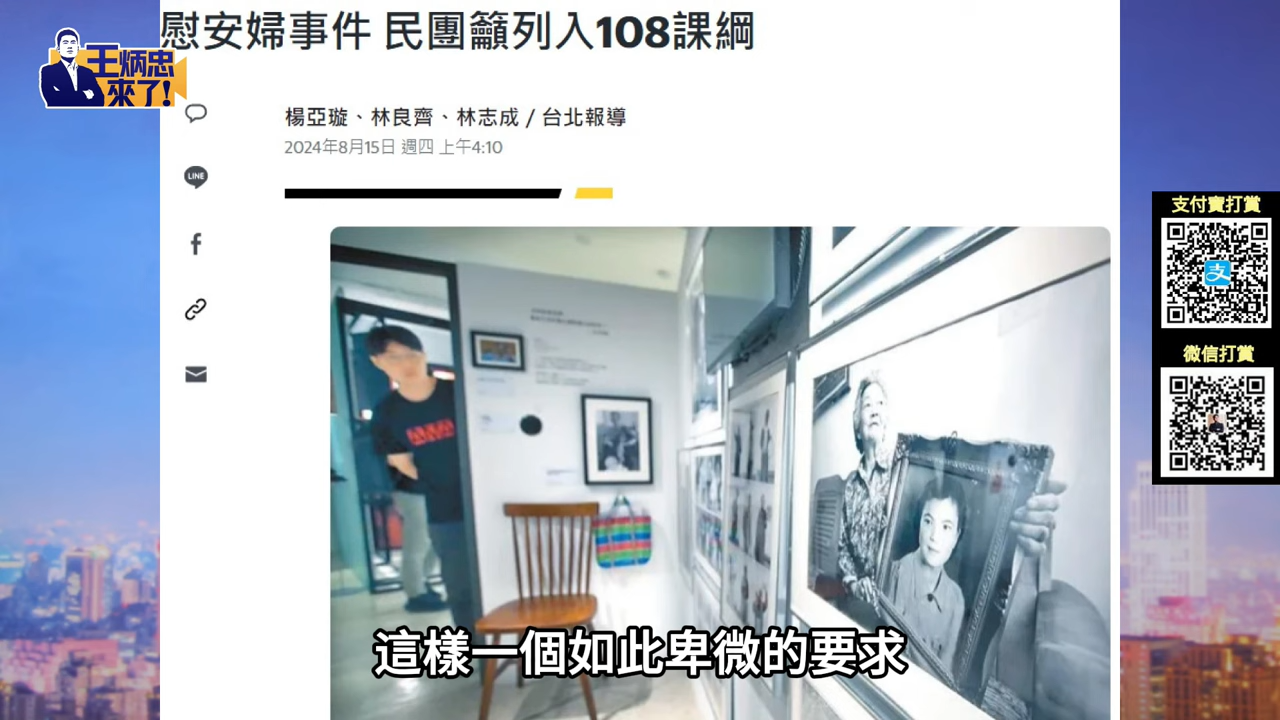 慰安婦事件 民團籲列入108課綱
王炳忠
來了!
楊亞璇、林良齊、林志成 / 台北報導
2024年8月15日 週四 上午4:10
LINE
支付寶打賞
支
微信打賞
這樣一個如此卑微的要求